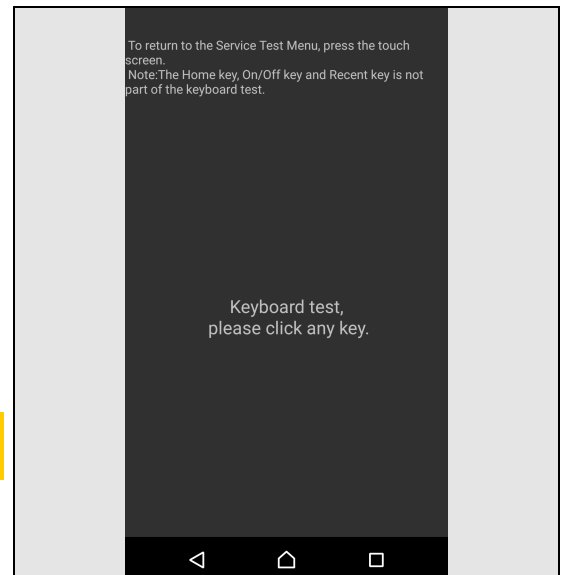 To return to the Service Test Menu, press the touch
screen.
Note:The Home key, On/Off key and Recent key is not
part of the keyboard test.
Keyboard test,
please click any key.